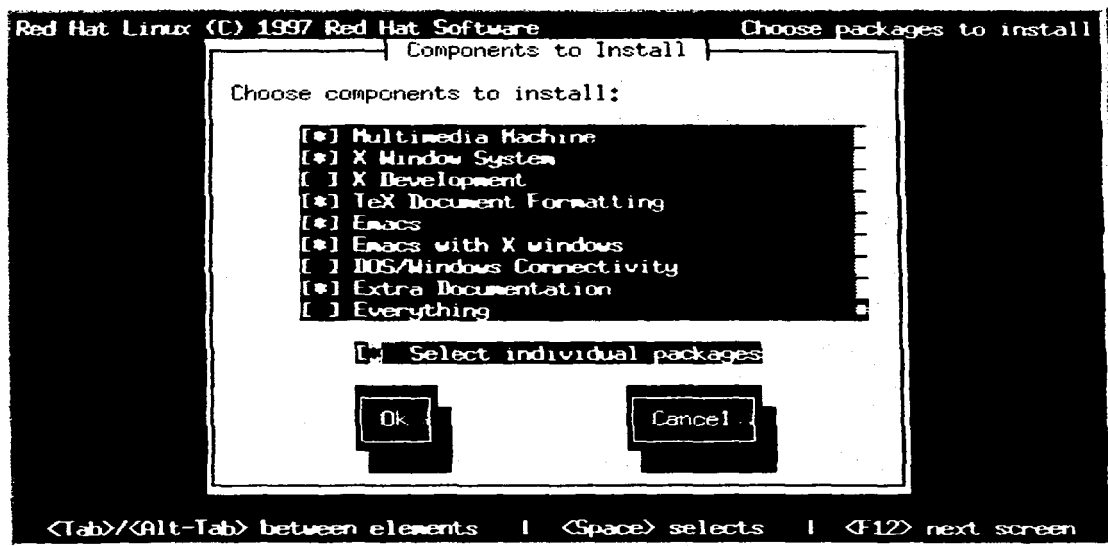 Red Hat Linux (C) 1997 Red Hat Software Choose packages to install
Components to Install
Choose components to install:
[*] Multimedia Machine
[*] X Window System
[ ] X Development
[*] TeX Document Formatting
[*] Emacs
[*] Emacs with X windows
[ ] DOS/Windows Connectivity
[*] Extra Documentation
[ ] Everything
[*] Select individual packages
Ok
Cancel
<Tab>/<Alt-Tab> between elements | <Space> selects | <F12> next screen